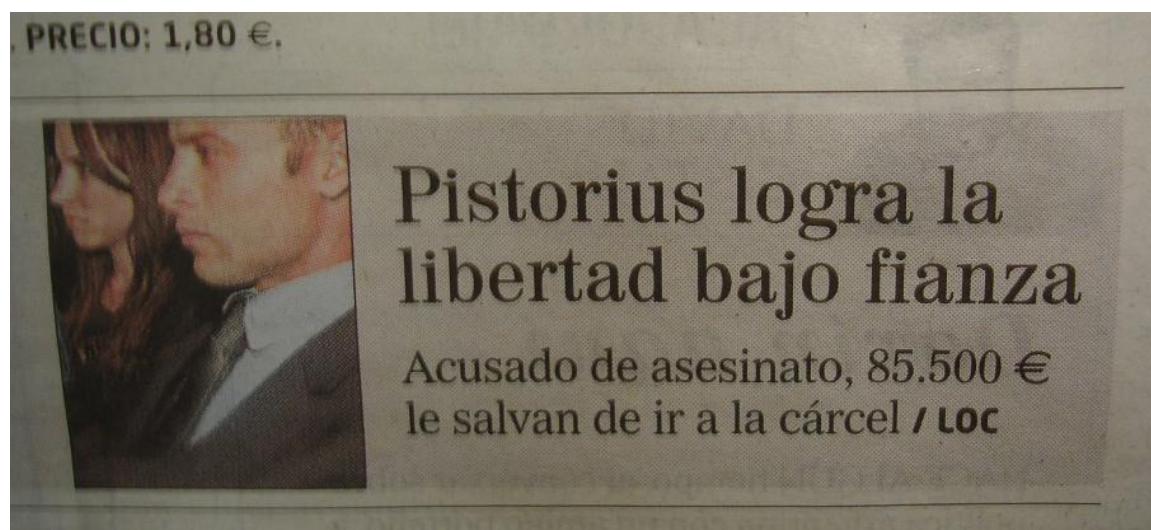 . PRECIO: 1,80 €.
Pistorius logra la
libertad bajo fianza
Acusado de asesinato, 85.500 €
le salvan de ir a la cárcel / LOC